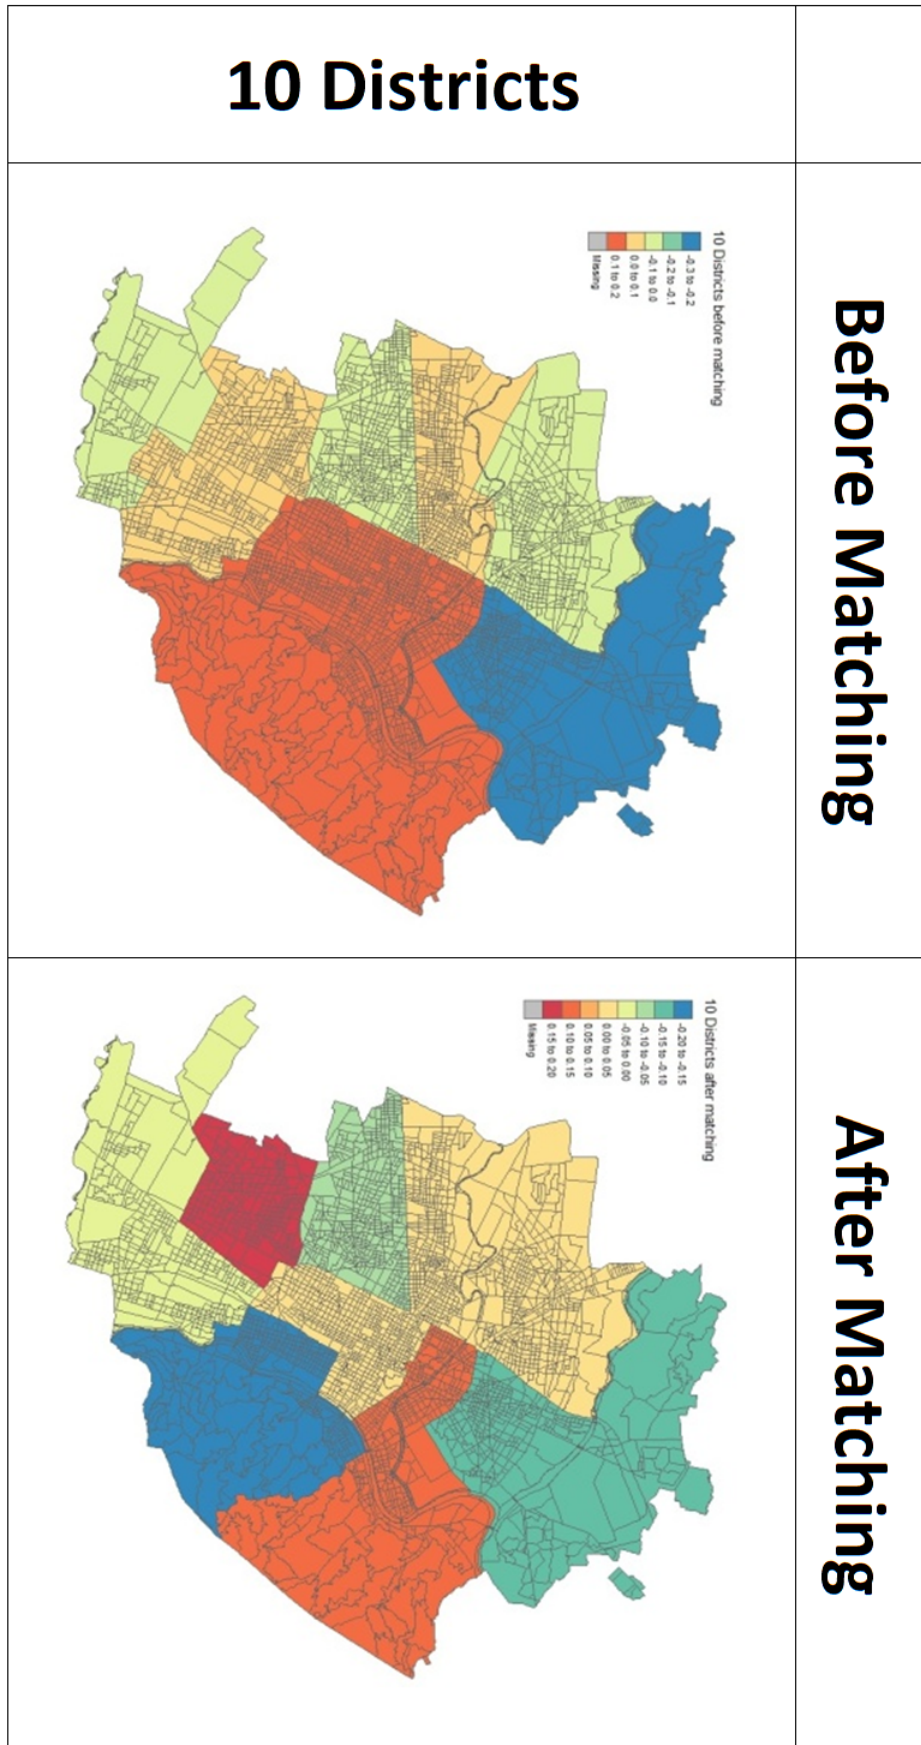 10 Districts
Before Matching
10 Districts before matching
-0.3 to -0.2
-0.2 to -0.1
-0.1 to 0.0
0.0 to 0.1
0.1 to 0.2
Missing
After Matching
10 Districts after matching
-0.20 to -0.15
-0.15 to -0.10
-0.10 to -0.05
-0.05 to 0.00
0.00 to 0.05
0.05 to 0.10
0.10 to 0.15
0.15 to 0.20
Missing